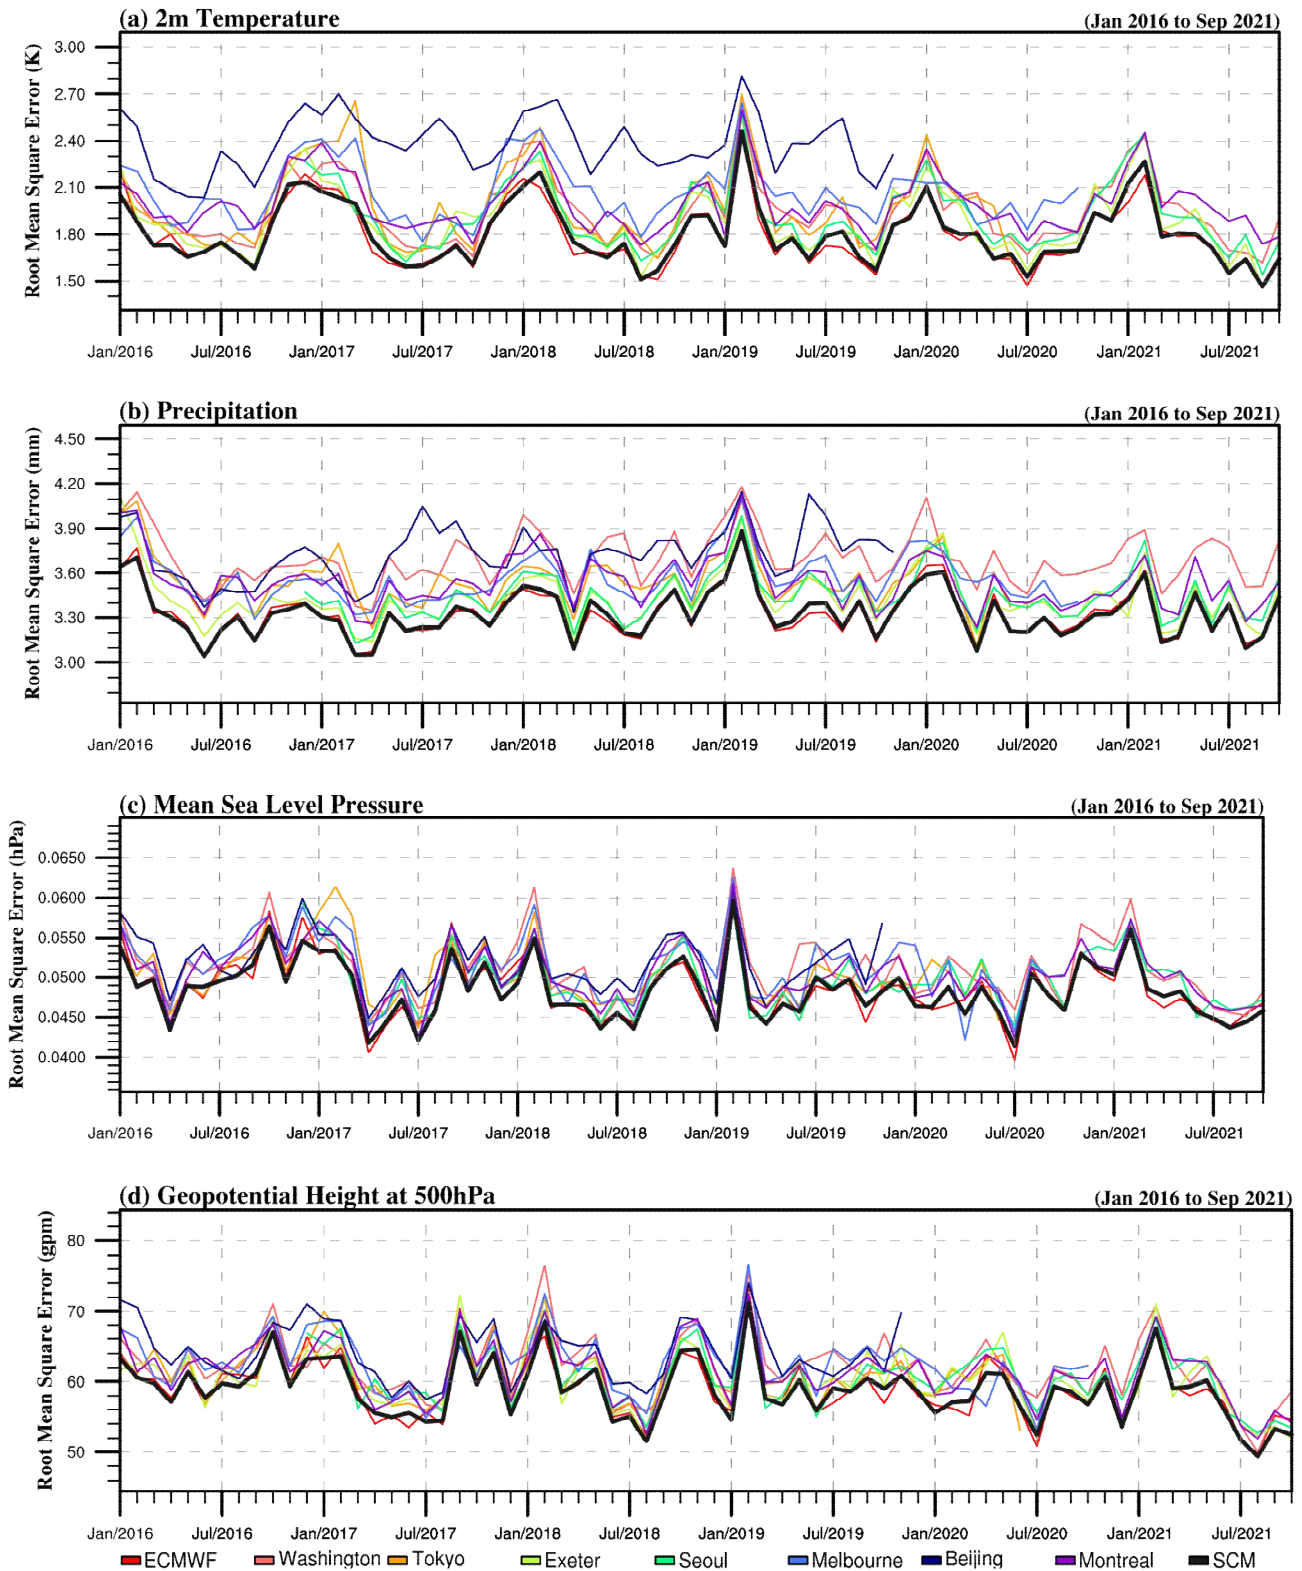 (a) 2m Temperature (Jan 2016 to Sep 2021)
Root Mean Square Error (K)
3.00
2.70
2.40
2.10
1.80
1.50
Jan/2016 Jul/2016 Jan/2017 Jul/2017 Jan/2018 Jul/2018 Jan/2019 Jul/2019 Jan/2020 Jul/2020 Jan/2021 Jul/2021
(b) Precipitation (Jan 2016 to Sep 2021)
Root Mean Square Error (mm)
4.50
4.20
3.90
3.60
3.30
3.00
Jan/2016 Jul/2016 Jan/2017 Jul/2017 Jan/2018 Jul/2018 Jan/2019 Jul/2019 Jan/2020 Jul/2020 Jan/2021 Jul/2021
(c) Mean Sea Level Pressure (Jan 2016 to Sep 2021)
Root Mean Square Error (hPa)
0.0650
0.0600
0.0550
0.0500
0.0450
0.0400
Jan/2016 Jul/2016 Jan/2017 Jul/2017 Jan/2018 Jul/2018 Jan/2019 Jul/2019 Jan/2020 Jul/2020 Jan/2021 Jul/2021
(d) Geopotential Height at 500hPa (Jan 2016 to Sep 2021)
Root Mean Square Error (gpm)
80
70
60
50
Jan/2016 Jul/2016 Jan/2017 Jul/2017 Jan/2018 Jul/2018 Jan/2019 Jul/2019 Jan/2020 Jul/2020 Jan/2021 Jul/2021
ECMWF Washington Tokyo Exeter Seoul Melbourne Beijing Montreal SCM